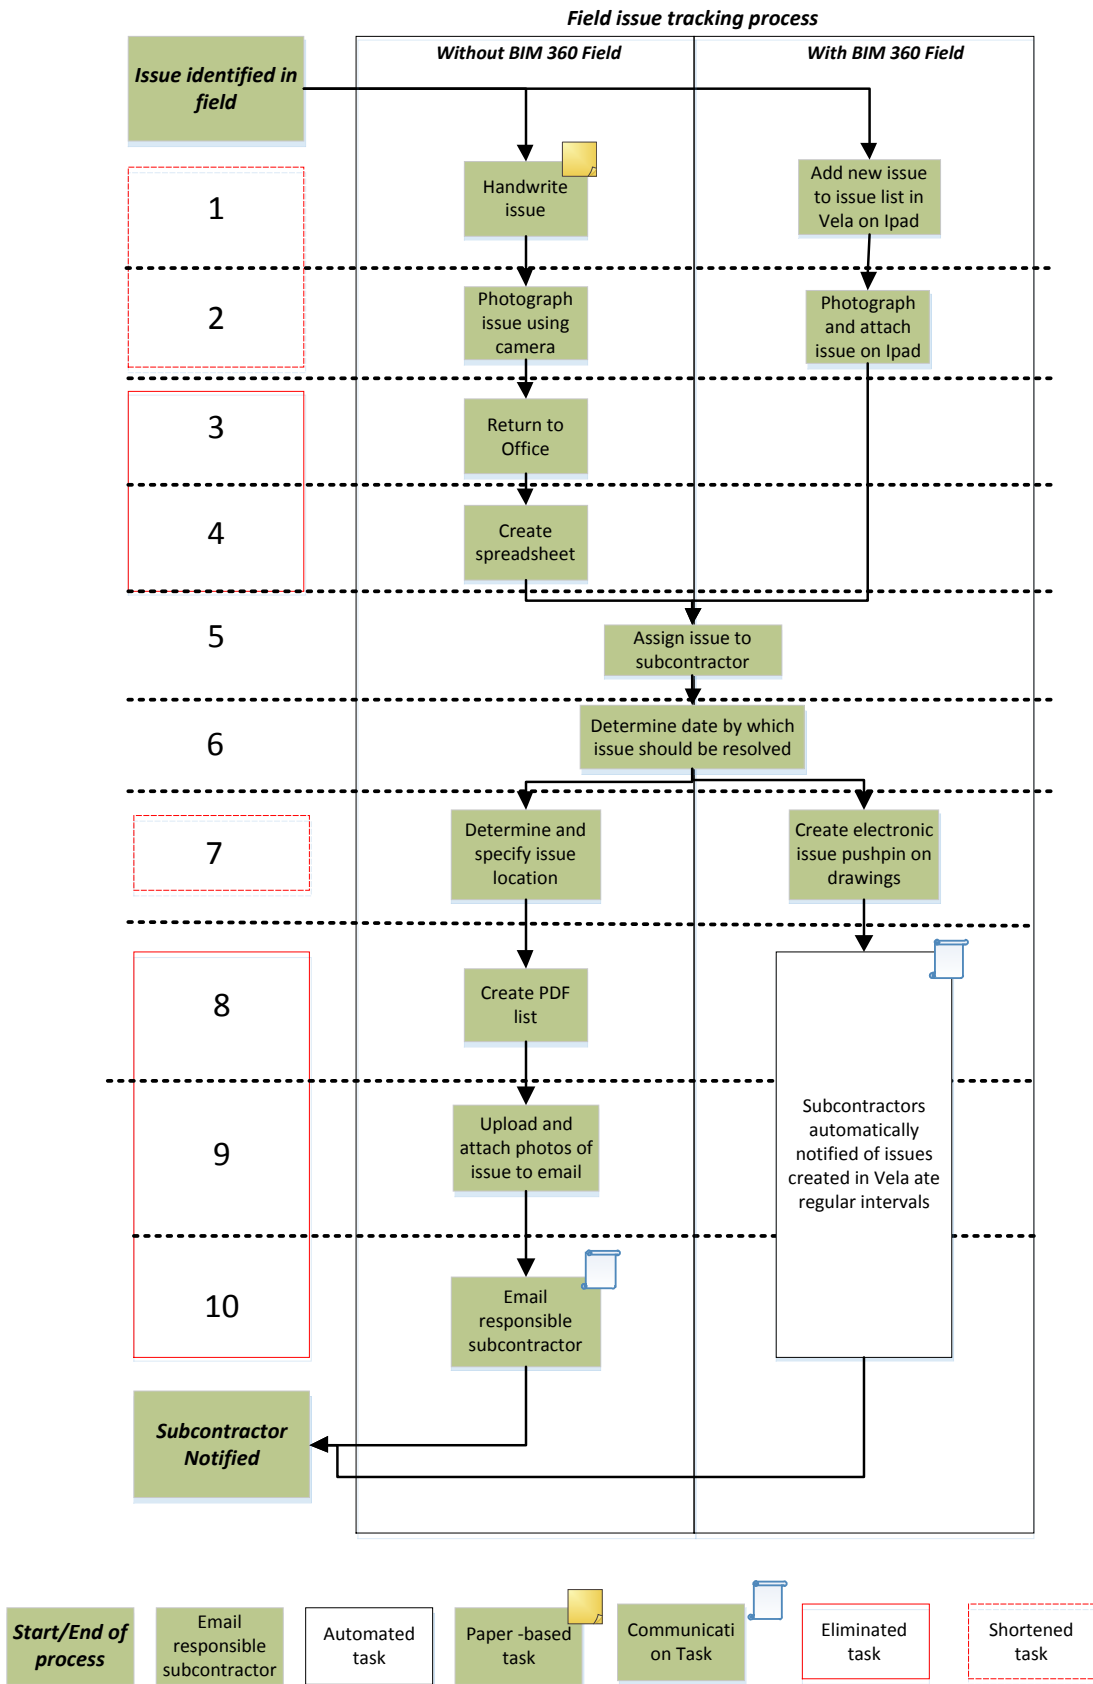 Field issue tracking process
Without BIM 360 Field
With BIM 360 Field
Issue identified in
field
1
Handwrite
issue
Add new issue
to issue list in
Vela on Ipad
2
Photograph
issue using
camera
Photograph
and attach
issue on Ipad
3
Return to
Office
4
Create
spreadsheet
5
Assign issue to
subcontractor
6
Determine date by which
issue should be resolved
7
Determine and
specify issue
location
Create electronic
issue pushpin on
drawings
8
Create PDF
list
9
Upload and
attach photos of
issue to email
Subcontractors
automatically
notified of issues
created in Vela ate
regular intervals
10
Email
responsible
subcontractor
Subcontractor
Notified
Start/End of
process
Email
responsible
subcontractor
Automated
task
Paper -based
task
Communicati
on Task
Eliminated
task
Shortened
task